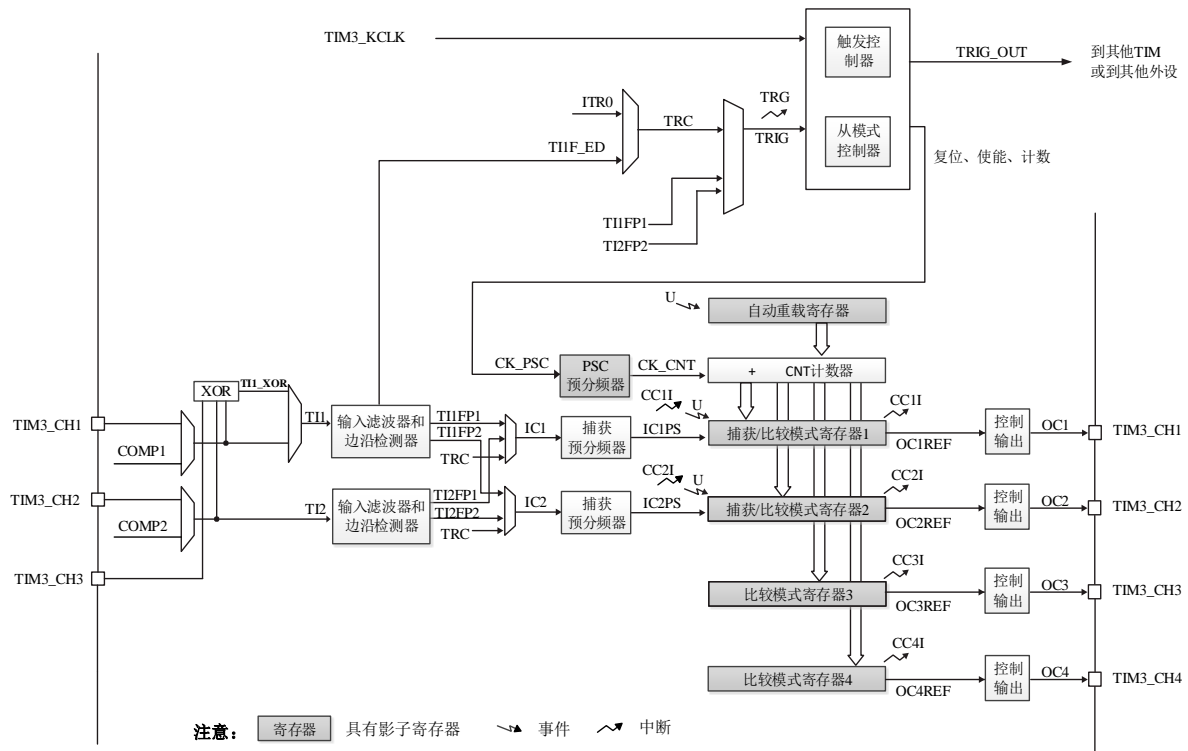 TIM3_KCLK
触发控
制器
TRIG_OUT
到其他TIM
或到其他外设
ITR0
TRC
TRG
TRIG
TI1F_ED
从模式
控制器
复位、使能、计数
TI1FP1
TI2FP2
U
自动重载寄存器
CK_PSC
PSC
预分频器
CK_CNT
+ CNT计数器
XOR
TI1_XOR
TIM3_CH1
COMP1
TI1
输入滤波器和
边沿检测器
TI1FP1
TI1FP2
TRC
IC1
捕获
预分频器
IC1PS
CC1I
U
捕获/比较模式寄存器1
CC1I
OC1REF
控制
输出
OC1
TIM3_CH1
TIM3_CH2
COMP2
TI2
输入滤波器和
边沿检测器
TI2FP1
TI2FP2
TRC
IC2
捕获
预分频器
IC2PS
CC2I
U
捕获/比较模式寄存器2
CC2I
OC2REF
控制
输出
OC2
TIM3_CH2
TIM3_CH3
比较模式寄存器3
CC3I
OC3REF
控制
输出
OC3
TIM3_CH3
比较模式寄存器4
CC4I
OC4REF
控制
输出
OC4
TIM3_CH4
注意：
寄存器
具有影子寄存器
事件
中断